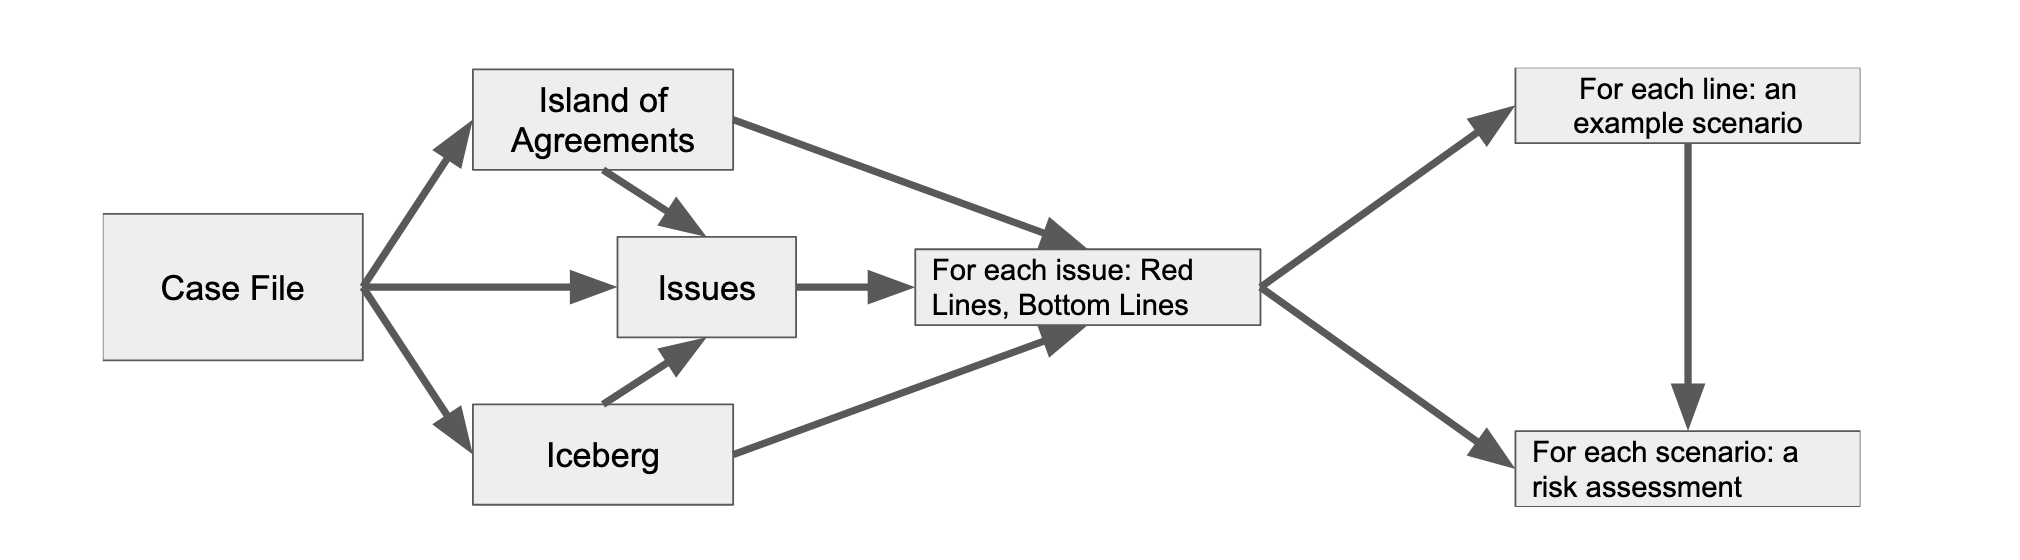 Case File
Island of
Agreements
Issues
Iceberg
For each issue: Red
Lines, Bottom Lines
For each line: an
example scenario
For each scenario: a
risk assessment